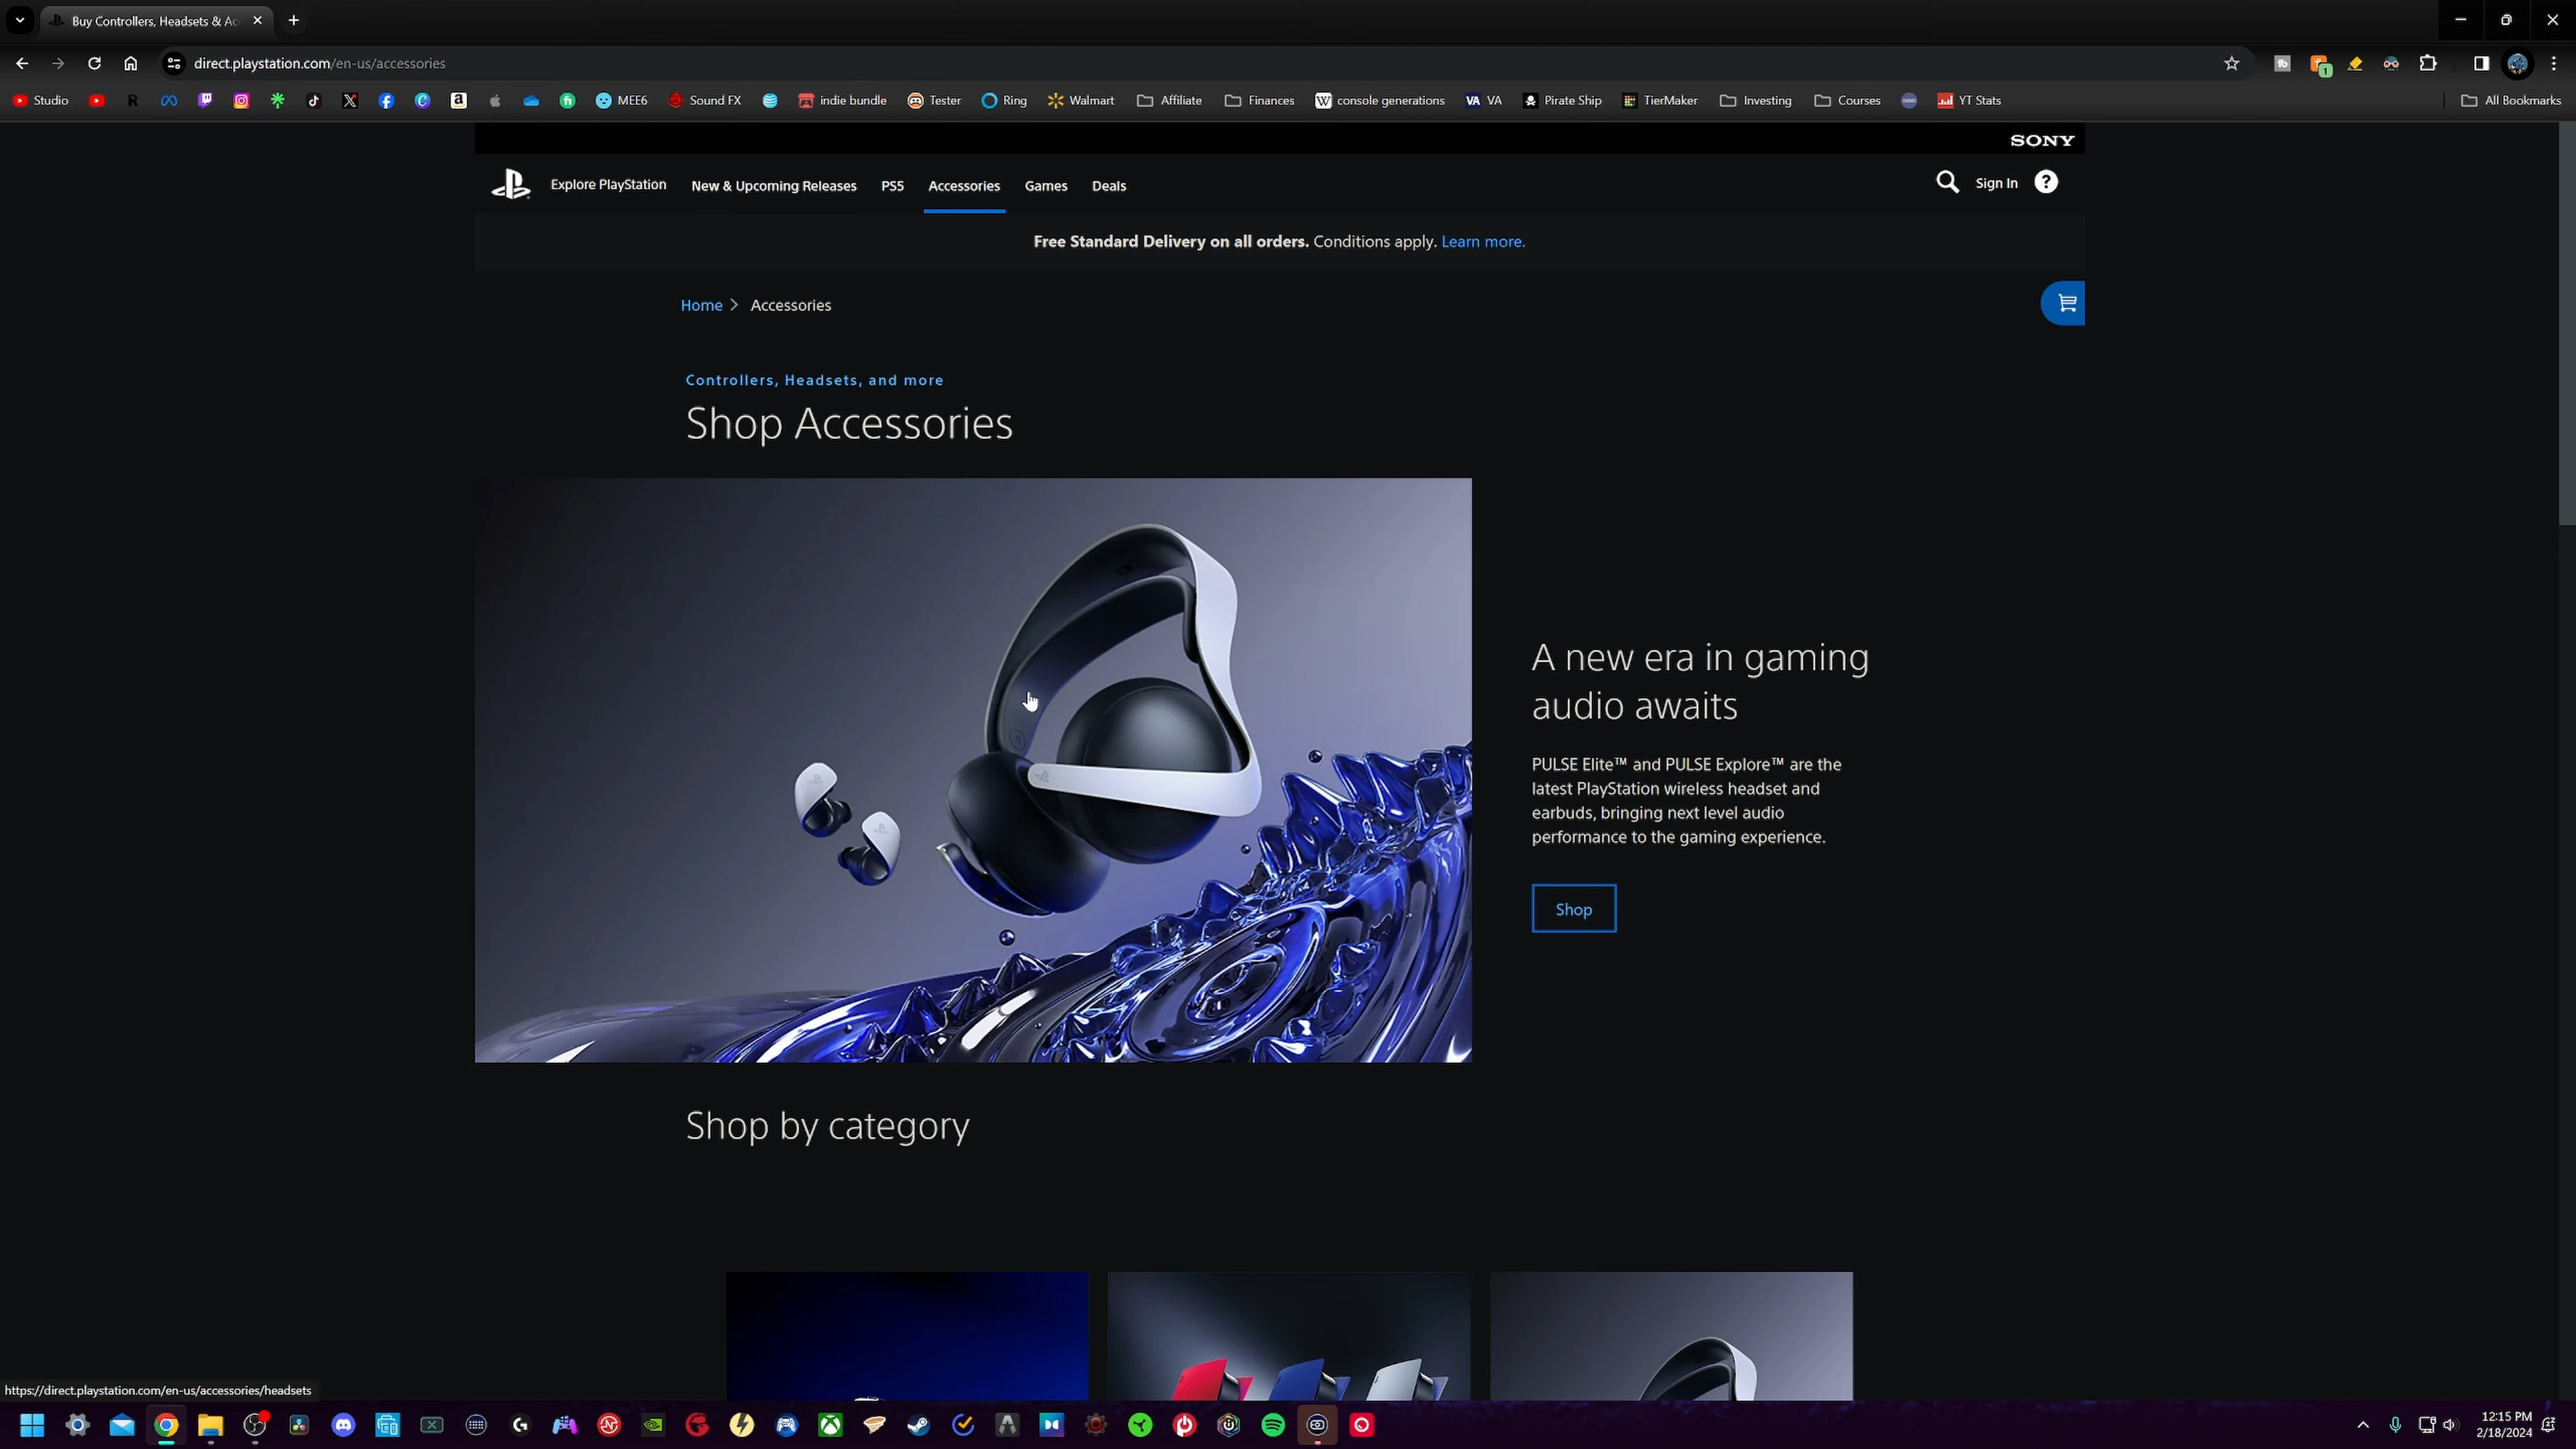 Buy Controllers, Headsets & Ac
direct.playstation.com/en-us/accessories
Studio
MEE6
Sound FX
indie bundle
Tester
Ring
Walmart
Affiliate
Finances
W console generations
VA VA
Pirate Ship
TierMaker
Investing
Courses
YT Stats
All Bookmarks
SONY
Explore PlayStation
New & Upcoming Releases
PS5
Accessories
Games
Deals
Sign In
Free Standard Delivery on all orders. Conditions apply. Learn more.
Home > Accessories
Controllers, Headsets, and more
Shop Accessories
A new era in gaming
audio awaits
PULSE Elite™ and PULSE Explore™ are the
latest PlayStation wireless headset and
earbuds, bringing next level audio
performance to the gaming experience.
Shop
Shop by category
https://direct.playstation.com/en-us/accessories/headsets
12:15 PM
2/18/2024